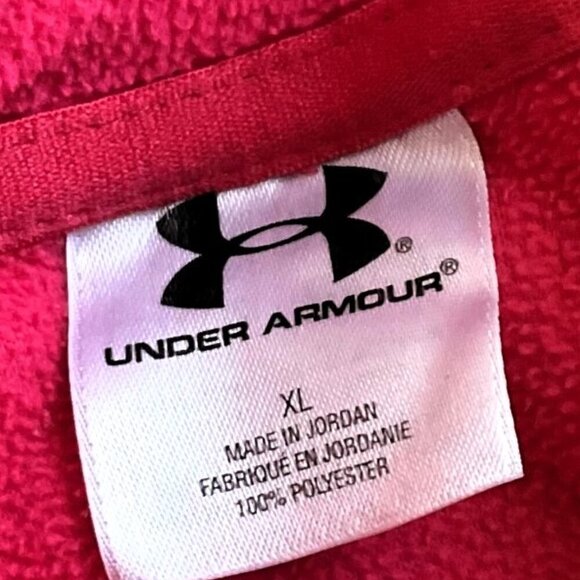 ®
UNDER ARMOUR®
XL
MADE IN JORDAN
FABRIQUÉ EN JORDANIE
100% POLYESTER